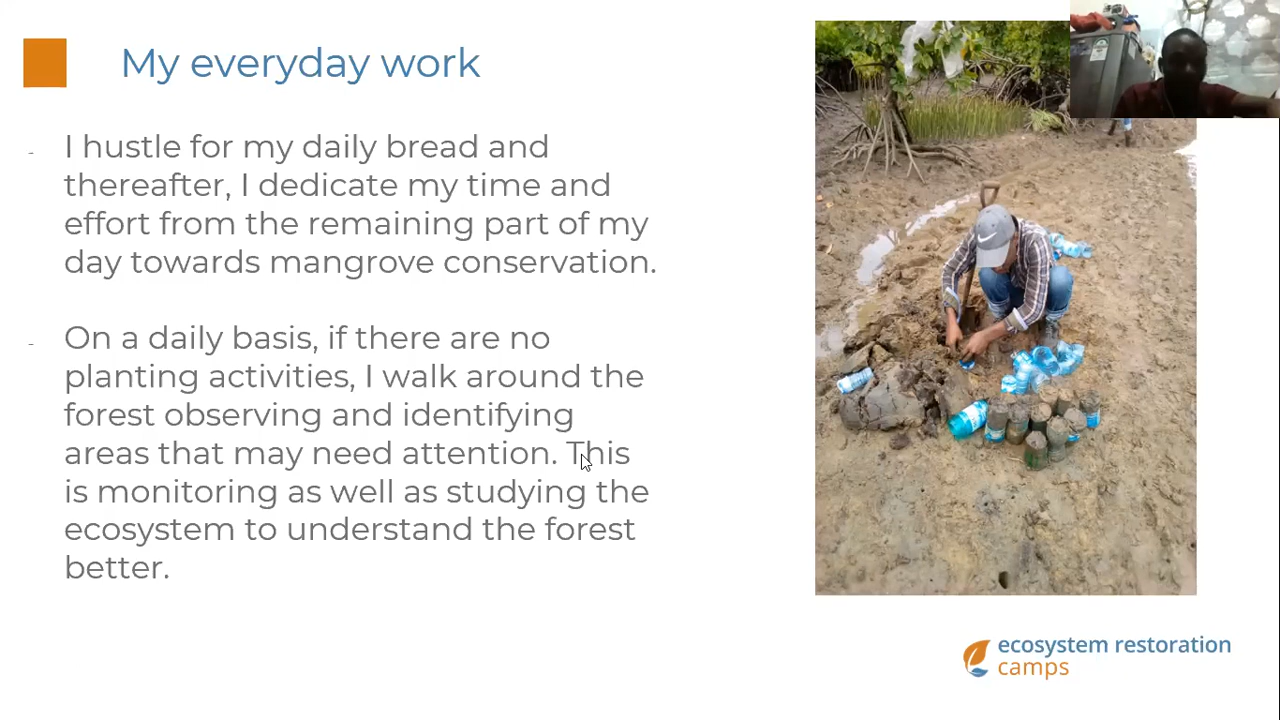 My everyday work
- I hustle for my daily bread and
thereafter, I dedicate my time and
effort from the remaining part of my
day towards mangrove conservation.
- On a daily basis, if there are no
planting activities, I walk around the
forest observing and identifying
areas that may need attention. This
is monitoring as well as studying the
ecosystem to understand the forest
better.
ecosystem restoration
camps